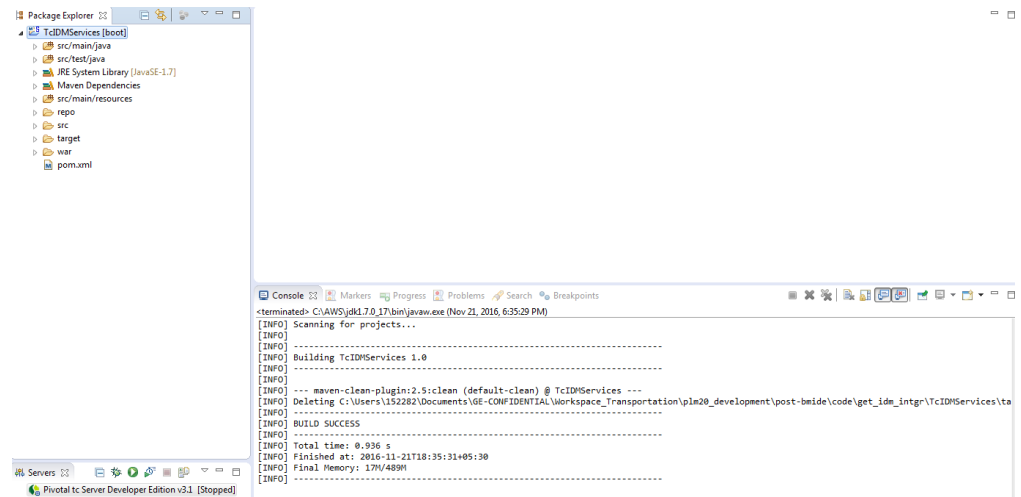 Package Explorer
TcIDMServices [boot]
src/main/java
src/test/java
JRE System Library [JavaSE-1.7]
Maven Dependencies
src/main/resources
repo
src
target
war
pom.xml
Servers
Pivotal tc Server Developer Edition v3.1 [Stopped]
Console Markers Progress Problems Search Breakpoints
<terminated> C:\AWS\jdk1.7.0_17\bin\javaw.exe (Nov 21, 2016, 6:35:29 PM)
[INFO] Scanning for projects...
[INFO]
[INFO] ------------------------------------------------------------------------
[INFO] Building TcIDMServices 1.0
[INFO] ------------------------------------------------------------------------
[INFO]
[INFO] --- maven-clean-plugin:2.5:clean (default-clean) @ TcIDMServices ---
[INFO] Deleting C:\Users\152282\Documents\GE-CONFIDENTIAL\Workspace_Transportation\plm20_development\post-bmide\code\get_idm_intgr\TcIDMServices\ta
[INFO] ------------------------------------------------------------------------
[INFO] BUILD SUCCESS
[INFO] ------------------------------------------------------------------------
[INFO] Total time: 0.936 s
[INFO] Finished at: 2016-11-21T18:35:31+05:30
[INFO] Final Memory: 17M/489M
[INFO] ------------------------------------------------------------------------